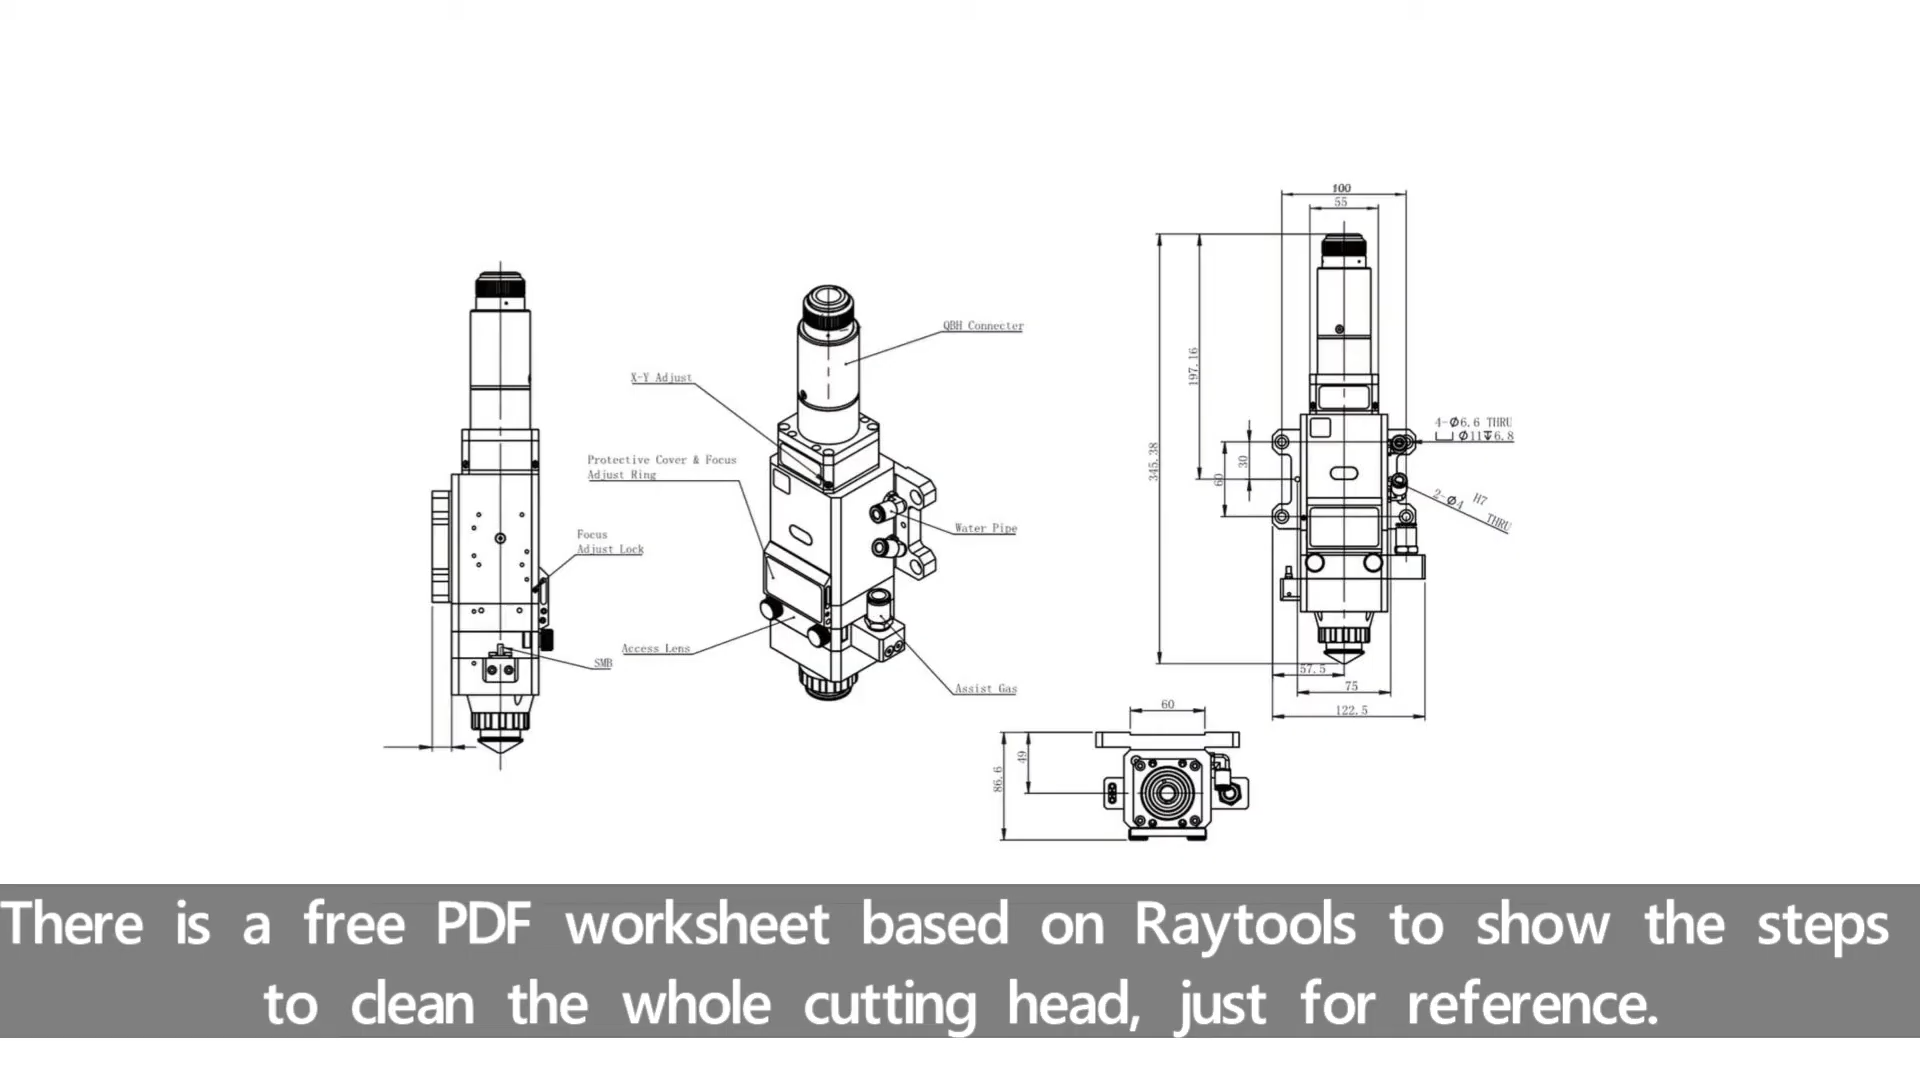 100
55
QBH Connecter
197.16
X-Y Adjust
4-Ø6.6 THRU
Ø11↧6.8
345.38
30
60
Protective Cover & Focus
Adjust Ring
H7
2-Ø4 THRU
Water Pipe
Focus
Adjust Lock
Access Lens
SMB
57.5
75
Assist Gas
122.5
60
49
86.6
There is a free PDF worksheet based on Raytools to show the steps
to clean the whole cutting head, just for reference.